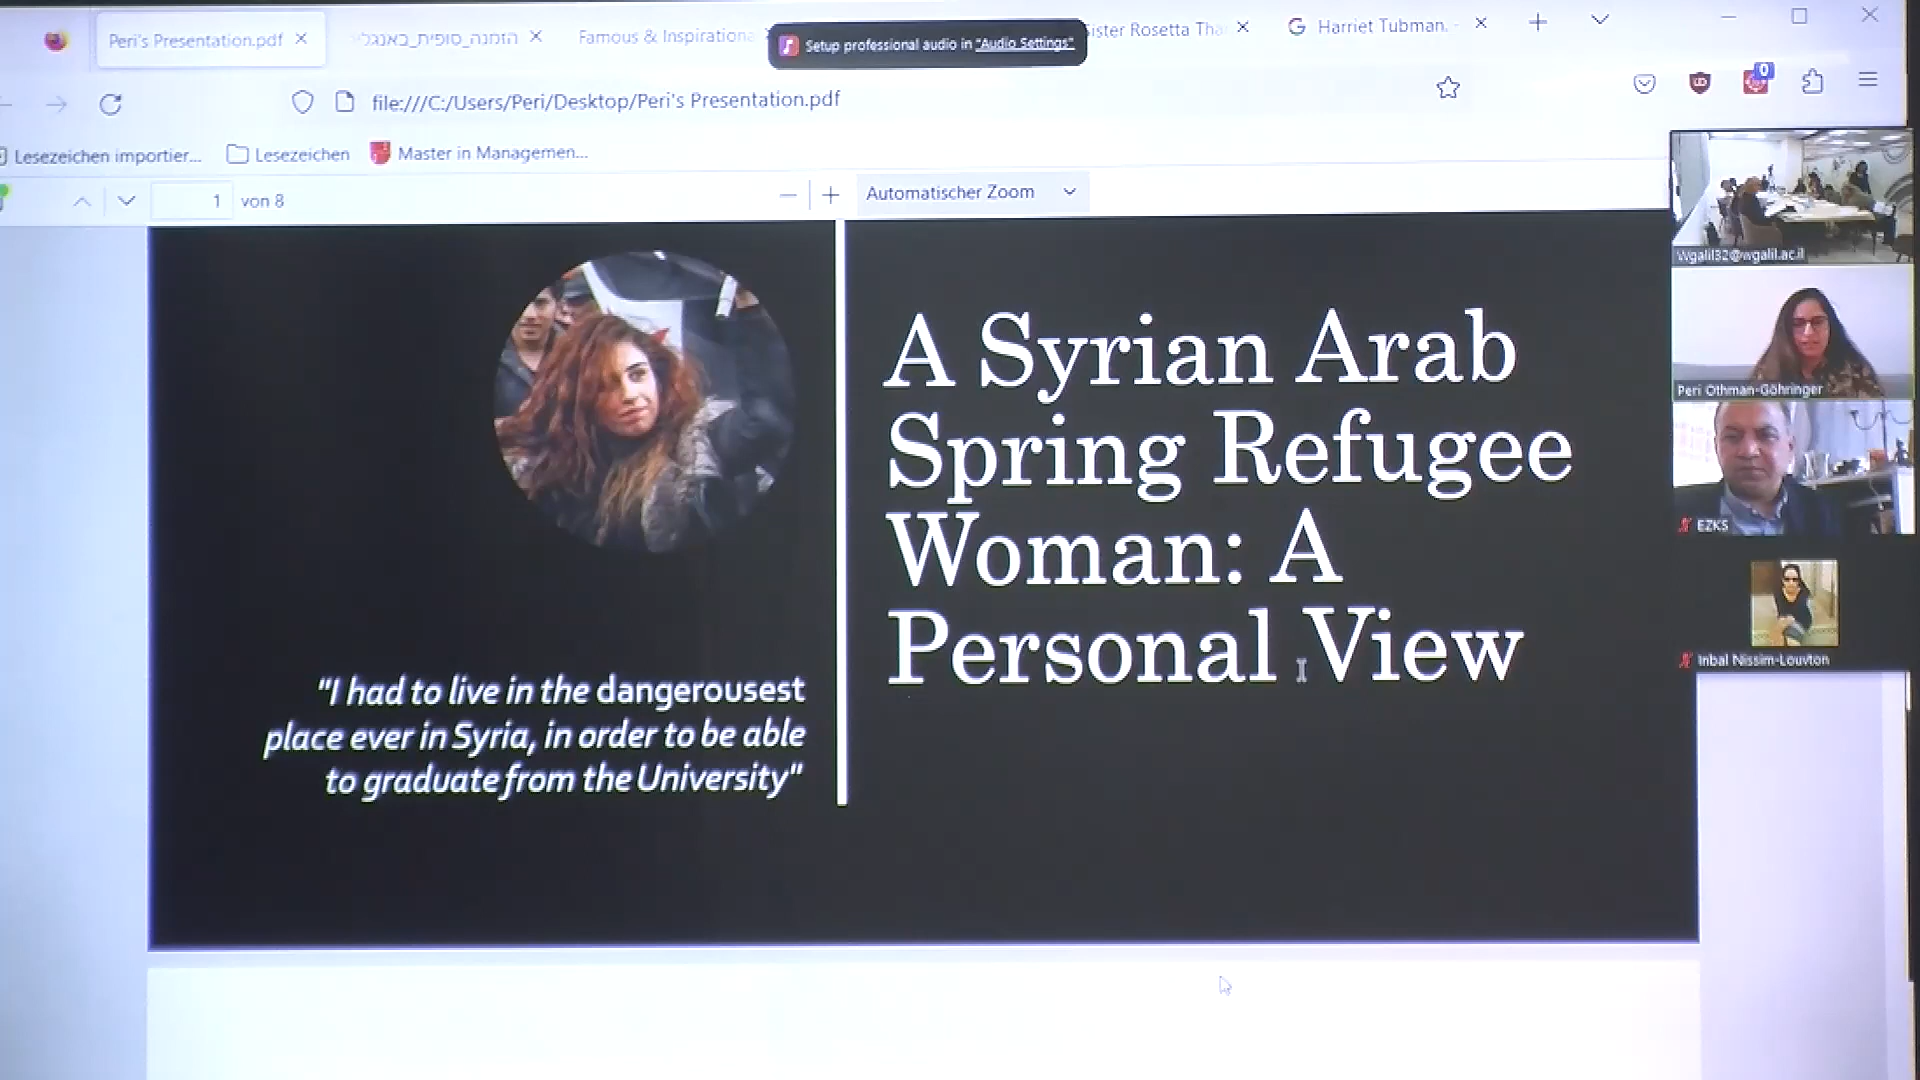 Peri's Presentation.pdf
הזמנה_סופית_באנגלי
Famous & Inspirationa
Setup professional audio in "Audio Settings"
ister Rosetta Tha
Harriet Tubman. -
file:///C:/Users/Peri/Desktop/Peri's Presentation.pdf
0
Lesezeichen importier...
Lesezeichen
Master in Managemen...
1 von 8
Automatischer Zoom
A Syrian Arab
Spring Refugee
Woman: A
Personal View
"I had to live in the dangerousest
place ever in Syria, in order to be able
to graduate from the University"
Wgalil32@wgalil.ac.il
Peri Othman-Göhringer
EZKS
Inbal Nissim-Louvton